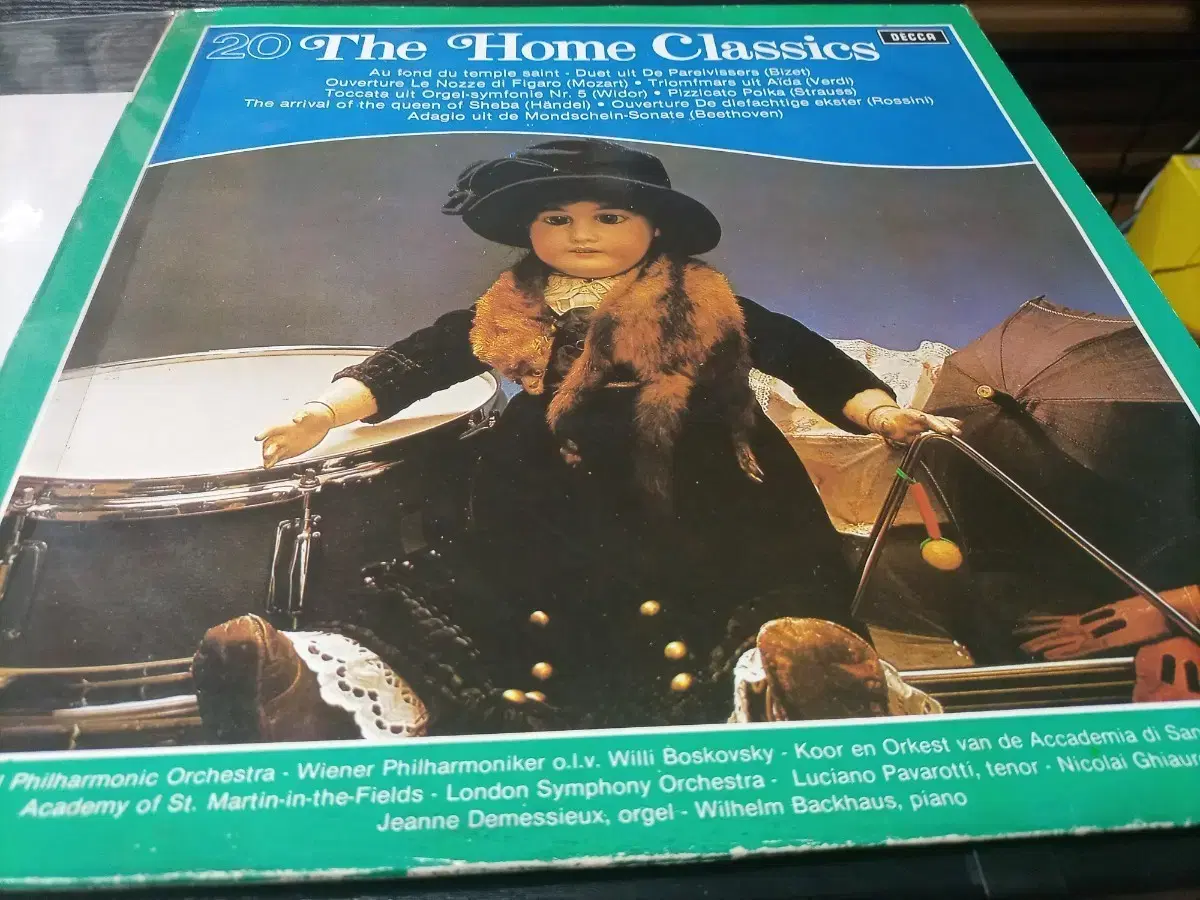 20 The Home Classics
DECCA
Au fond du temple saint - Duet uit De Parelvissers (Bizet)
Ouverture Le Nozze di Figaro (Mozart) • Triomfmars uit Aïda (Verdi)
Toccata uit Orgel-symfonie Nr. 5 (Widor) • Pizzicato Polka (Strauss)
The arrival of the queen of Sheba (Händel) • Ouverture De diefachtige ekster (Rossini)
Adagio uit de Mondschein-Sonate (Beethoven)
Philharmonic Orchestra - Wiener Philharmoniker o.l.v. Willi Boskovsky - Koor en Orkest van de Accademia di
Academy of St. Martin-in-the-Fields - London Symphony Orchestra - Luciano Pavarotti, tenor - Nicolai
Jeanne Demessieux, orgel - Wilhelm Backhaus, piano